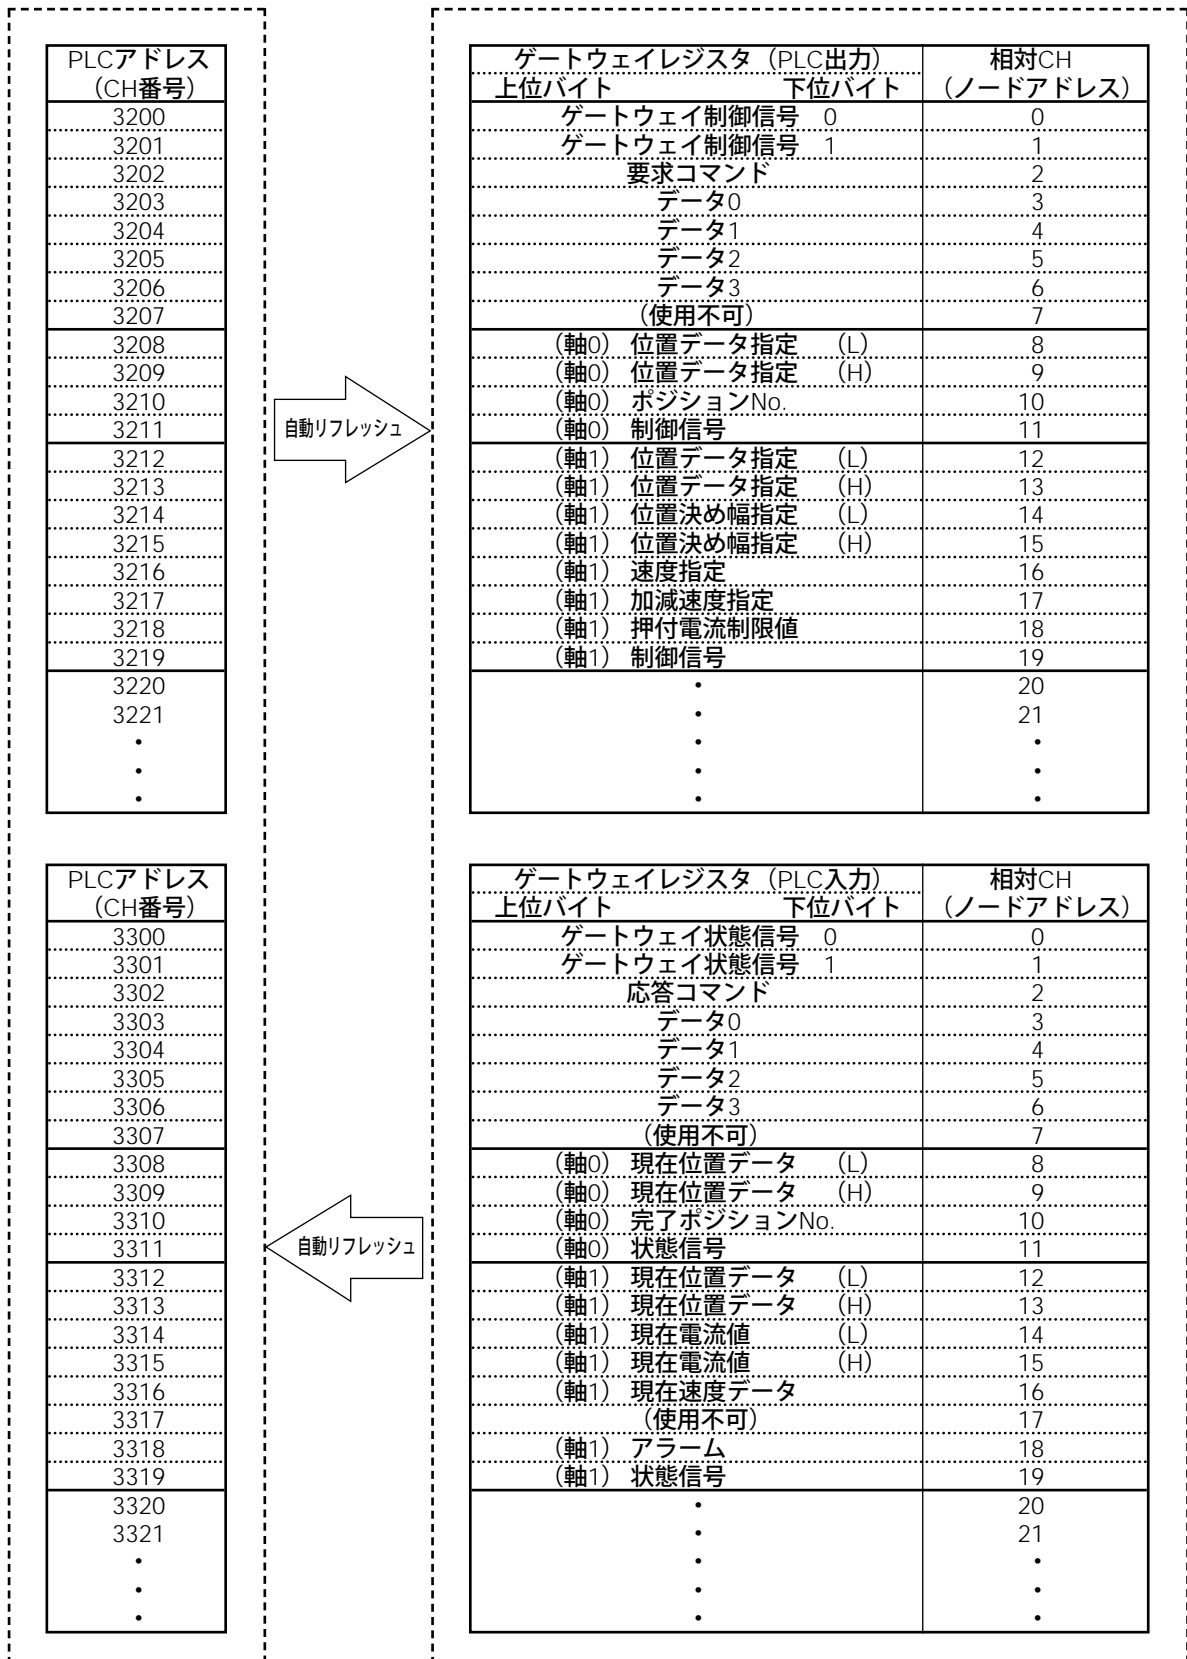 PLCアドレス ゲートウェイレジスタ（PLC出力） 相対CH
（CH番号） 上位バイト 下位バイト （ノードアドレス）
3200 ゲートウェイ制御信号 0 0
3201 ゲートウェイ制御信号 1 1
3202 要求コマンド 2
3203 データ0 3
3204 データ1 4
3205 データ2 5
3206 データ3 6
3207 （使用不可） 7
3208 （軸0） 位置データ指定 （L） 8
3209 （軸0） 位置データ指定 （H） 9
3210 （軸0） ポジションNo. 10
自動リフレッシュ
3211 （軸0） 制御信号 11
3212 （軸1） 位置データ指定 （L） 12
3213 （軸1） 位置データ指定 （H） 13
3214 （軸1） 位置決め幅指定 （L） 14
3215 （軸1） 位置決め幅指定 （H） 15
3216 （軸1） 速度指定 16
3217 （軸1） 加減速度指定 17
3218 （軸1） 押付電流制限値 18
3219 （軸1） 制御信号 19
3220 ・ 20
3221 ・ 21
・ ・ ・
・ ・ ・
・ ・ ・
PLCアドレス ゲートウェイレジスタ（PLC入力） 相対CH
（CH番号） 上位バイト 下位バイト （ノードアドレス）
3300 ゲートウェイ状態信号 0 0
3301 ゲートウェイ状態信号 1 1
3302 応答コマンド 2
3303 データ0 3
3304 データ1 4
3305 データ2 5
3306 データ3 6
3307 （使用不可） 7
3308 （軸0） 現在位置データ （L） 8
3309 （軸0） 現在位置データ （H） 9
3310 （軸0） 完了ポジションNo. 10
3311 自動リフレッシュ （軸0） 状態信号 11
3312 （軸1） 現在位置データ （L） 12
3313 （軸1） 現在位置データ （H） 13
3314 （軸1） 現在電流値 （L） 14
3315 （軸1） 現在電流値 （H） 15
3316 （軸1） 現在速度データ 16
3317 （使用不可） 17
3318 （軸1） アラーム 18
3319 （軸1） 状態信号 19
3320 ・ 20
3321 ・ 21
・ ・ ・
・ ・ ・
・ ・ ・